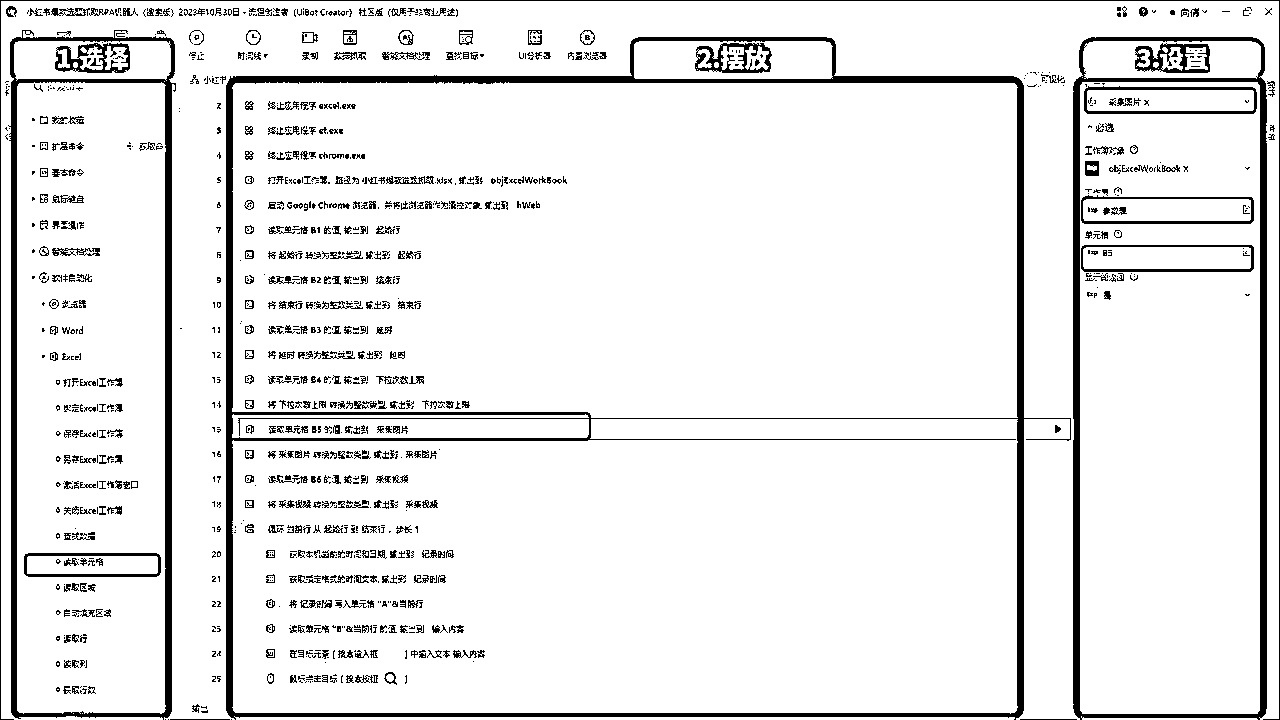 小红书爆款选题抓取RPA机器人（搜索版）2023年10月30日 - 流程创造者（UiBot Creator）社区版（仅用于非商业用途）
停止
时间线
录制
数据抓取
智能文档处理
查找目标
UI分析器
内置浏览器
1.选择
2.摆放
3.设置
小红书
可视化
我的收藏
扩展命令
获取命
基本命令
鼠标键盘
界面操作
智能文档处理
软件自动化
浏览器
Word
Excel
打开Excel工作簿
绑定Excel工作簿
保存Excel工作簿
另存Excel工作簿
激活Excel工作簿窗口
关闭Excel工作簿
查找数据
读取单元格
读取区域
自动填充区域
读取行
读取列
获取行数
2 终止应用程序 excel.exe
3 终止应用程序 et.exe
4 终止应用程序 chrome.exe
5 打开Excel工作簿，路径为 小红书爆款选题抓取.xlsx , 输出到 objExcelWorkBook
6 启动 Google Chrome 浏览器，并将此浏览器作为操控对象, 输出到 hWeb
7 读取单元格 B1 的值, 输出到 起始行
8 将 起始行 转换为整数类型, 输出到 起始行
9 读取单元格 B2 的值, 输出到 结束行
10 将 结束行 转换为整数类型, 输出到 结束行
11 读取单元格 B3 的值, 输出到 延时
12 将 延时 转换为整数类型, 输出到 延时
13 读取单元格 B4 的值, 输出到 下拉次数上限
14 将 下拉次数上限 转换为整数类型, 输出到 下拉次数上限
15 读取单元格 B5 的值, 输出到 采集图片
16 将 采集图片 转换为整数类型, 输出到 采集图片
17 读取单元格 B6 的值, 输出到 采集视频
18 将 采集视频 转换为整数类型, 输出到 采集视频
19 循环 当前行 从 起始行 到 结束行 , 步长 1
20 获取本机当前的时间和日期, 输出到 记录时间
21 获取指定格式的时间文本, 输出到 记录时间
22 将 记录时间 写入单元格 "A"&当前行
23 读取单元格 "B"&当前行 的值, 输出到 输入内容
24 在目标元素 [ 搜索输入框 ] 中输入文本 输入内容
25 鼠标点击目标 [ 搜索按钮 ]
输出
采集图片 X
必选
工作簿对象
objExcelWorkBook X
工作表
Exp 参数表
单元格
Exp B5
显示即返回
Exp 是